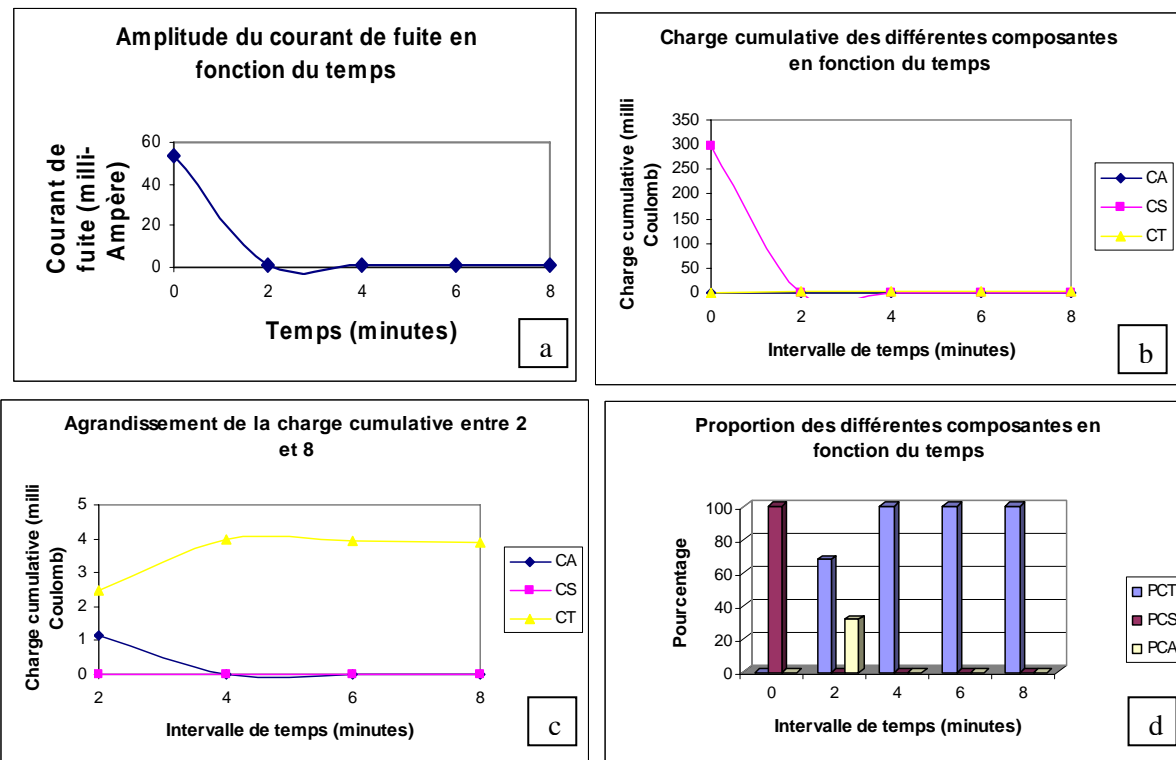 Amplitude du courant de fuite en
fonction du temps
Courant de
fuite (milli-
Ampère)
60
40
20
0
0 2 4 6 8
Temps (minutes)
a
Charge cumulative des différentes composantes
en fonction du temps
Charge cumulative (milli
Coulomb)
350
300
250
200
150
100
50
0
0 2 4 6 8
Intervalle de temps (minutes)
CA
CS
CT
b
Agrandissement de la charge cumulative entre 2
et 8
Charge cumulative (milli
Coulomb)
5
4
3
2
1
0
2 4 6 8
Intervalle de temps (minutes)
CA
CS
CT
c
Proportion des différentes composantes en
fonction du temps
Pourcentage
100
80
60
40
20
0
0 2 4 6 8
Intervalle de temps (minutes)
PCT
PCS
PCA
d